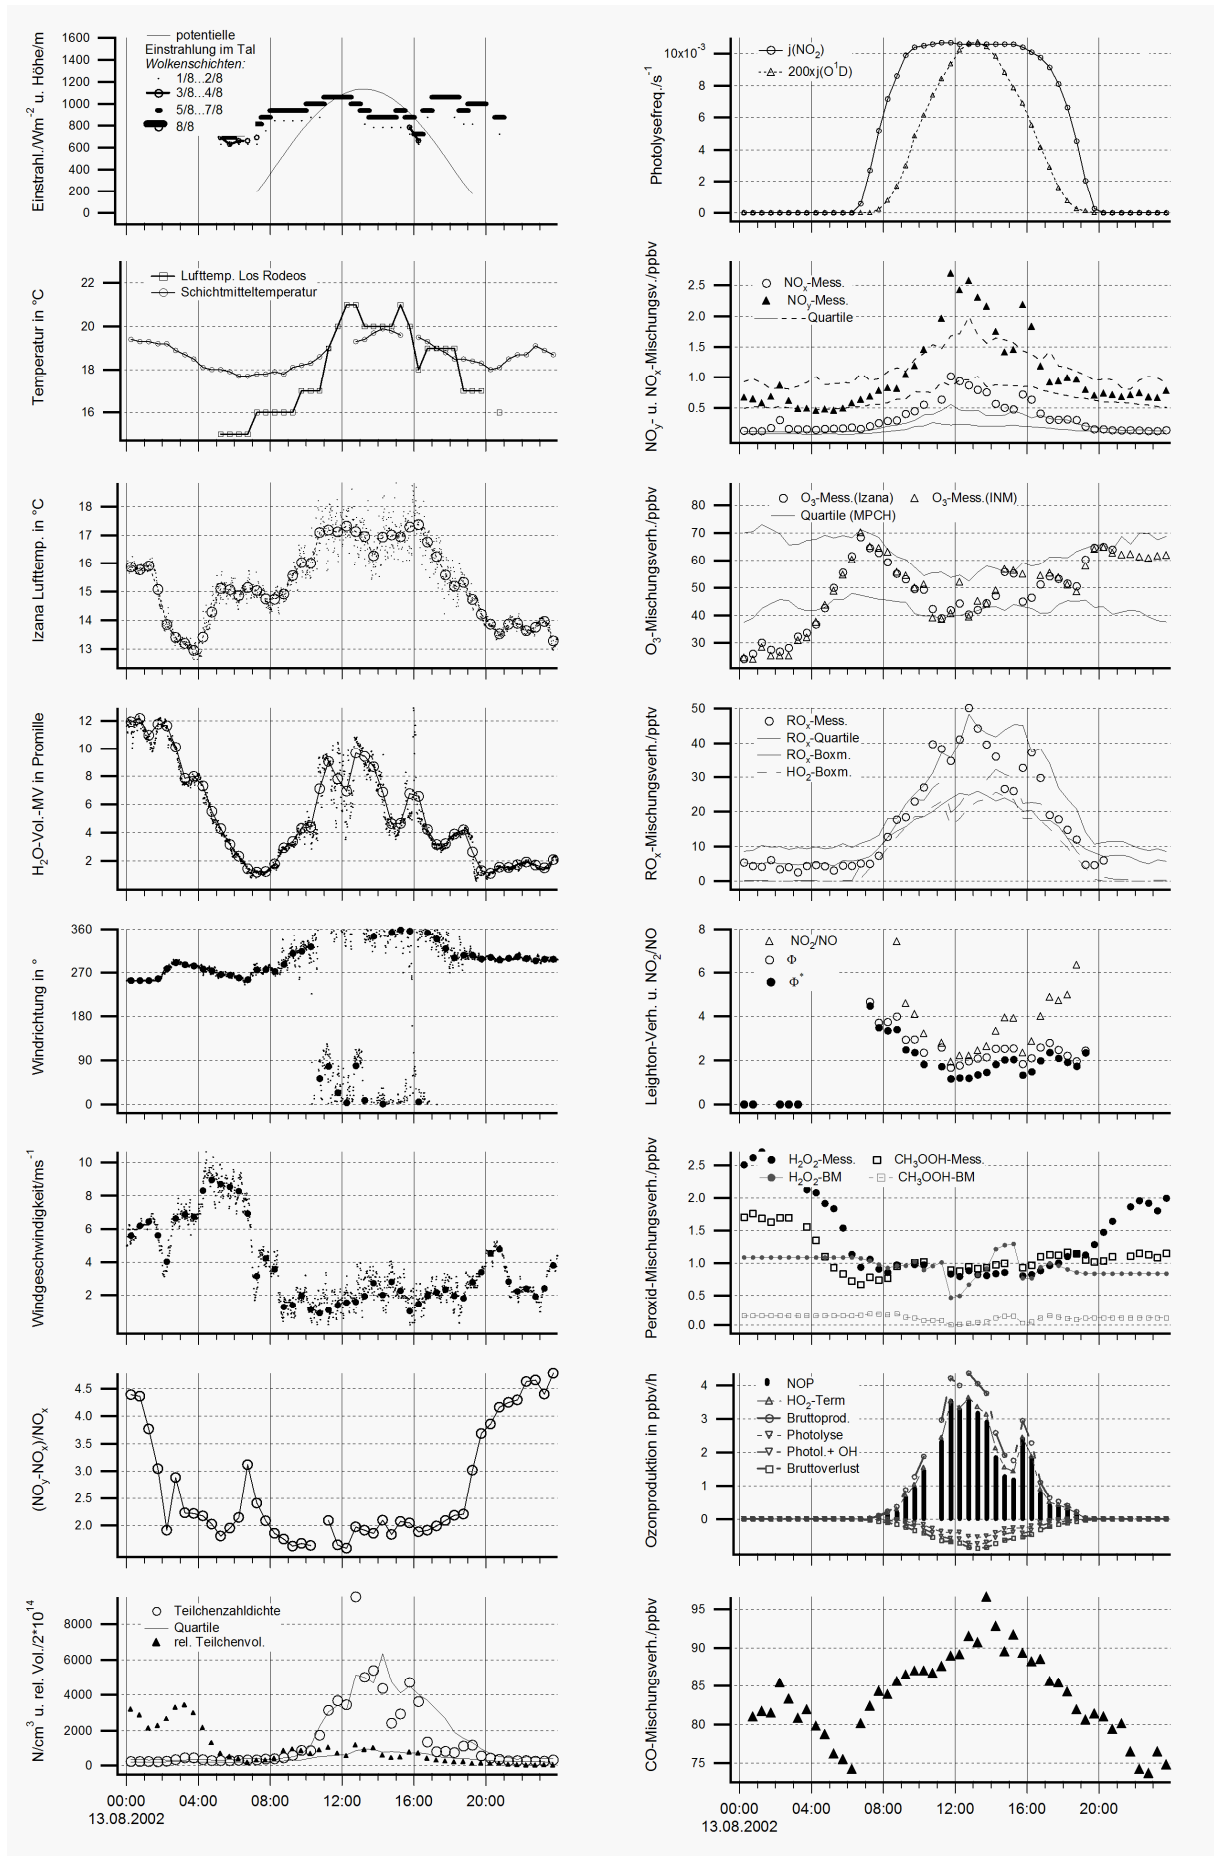 Einstrahl./Wm⁻² u. Höhe/m
1600
1400
1200
1000
800
600
400
200
0
potentielle
Einstrahlung im Tal
Wolkenschichten:
1/8...2/8
3/8...4/8
5/8...7/8
8/8
Photolysefreq./s⁻¹
10x10⁻³
8
6
4
2
0
j(NO₂)
200xj(O¹D)
Temperatur in °C
22
20
18
16
Lufttemp. Los Rodeos
Schichtmitteltemperatur
NOy- u. NOx-Mischungsv./ppbv
2.5
2.0
1.5
1.0
0.5
NOx-Mess.
NOy-Mess.
Quartile
Izana Lufttemp. in °C
18
17
16
15
14
13
O₃-Mischungsverh./ppbv
80
70
60
50
40
30
O₃-Mess.(Izana)
O₃-Mess.(INM)
Quartile (MPCH)
H₂O-Vol.-MV in Promille
12
10
8
6
4
2
ROx-Mischungsverh./pptv
50
40
30
20
10
0
ROx-Mess.
ROx-Quartile
ROx-Boxm.
HO₂-Boxm.
Windrichtung in °
360
270
180
90
0
Leighton-Verh. u. NO₂/NO
8
6
4
2
0
NO₂/NO
Φ
Φ*
Windgeschwindigkeit/ms⁻¹
10
8
6
4
2
Peroxid-Mischungsverh./ppbv
2.5
2.0
1.5
1.0
0.5
0.0
H₂O₂-Mess.
CH₃OOH-Mess.
H₂O₂-BM
CH₃OOH-BM
(NOy-NOx)/NOx
4.5
4.0
3.5
3.0
2.5
2.0
Ozonproduktion in ppbv/h
4
3
2
1
0
NOP
HO₂-Term
Bruttoprod.
Photolyse
Photol.+ OH
Bruttoverlust
N/cm³ u. rel. Vol./2*10¹⁴
8000
6000
4000
2000
0
Teilchenzahldichte
Quartile
rel. Teilchenvol.
00:00
04:00
08:00
12:00
16:00
20:00
13.08.2002
CO-Mischungsverh./ppbv
95
90
85
80
75
00:00
04:00
08:00
12:00
16:00
20:00
13.08.2002